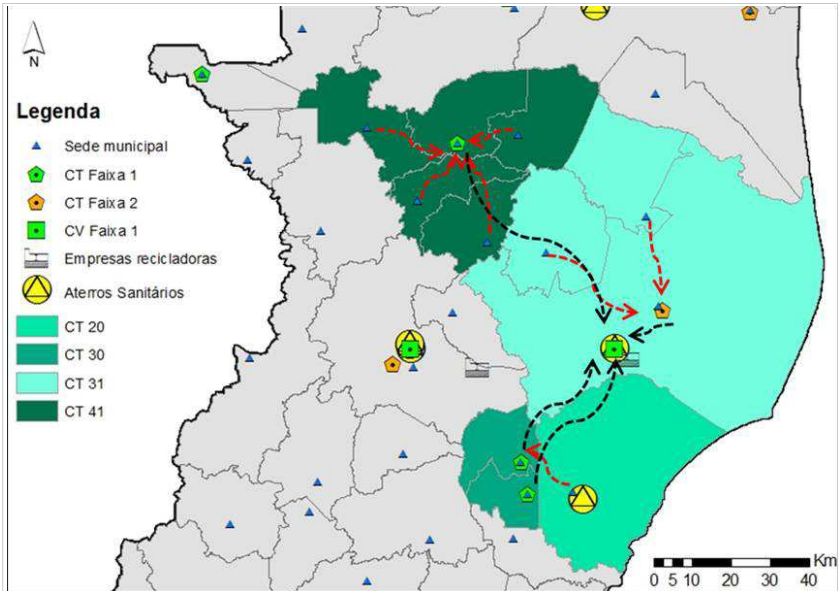 N
Legenda
Sede municipal
CT Faixa 1
CT Faixa 2
CV Faixa 1
Empresas recicladoras
Aterros Sanitários
CT 20
CT 30
CT 31
CT 41
Km
0 5 10 20 30 40